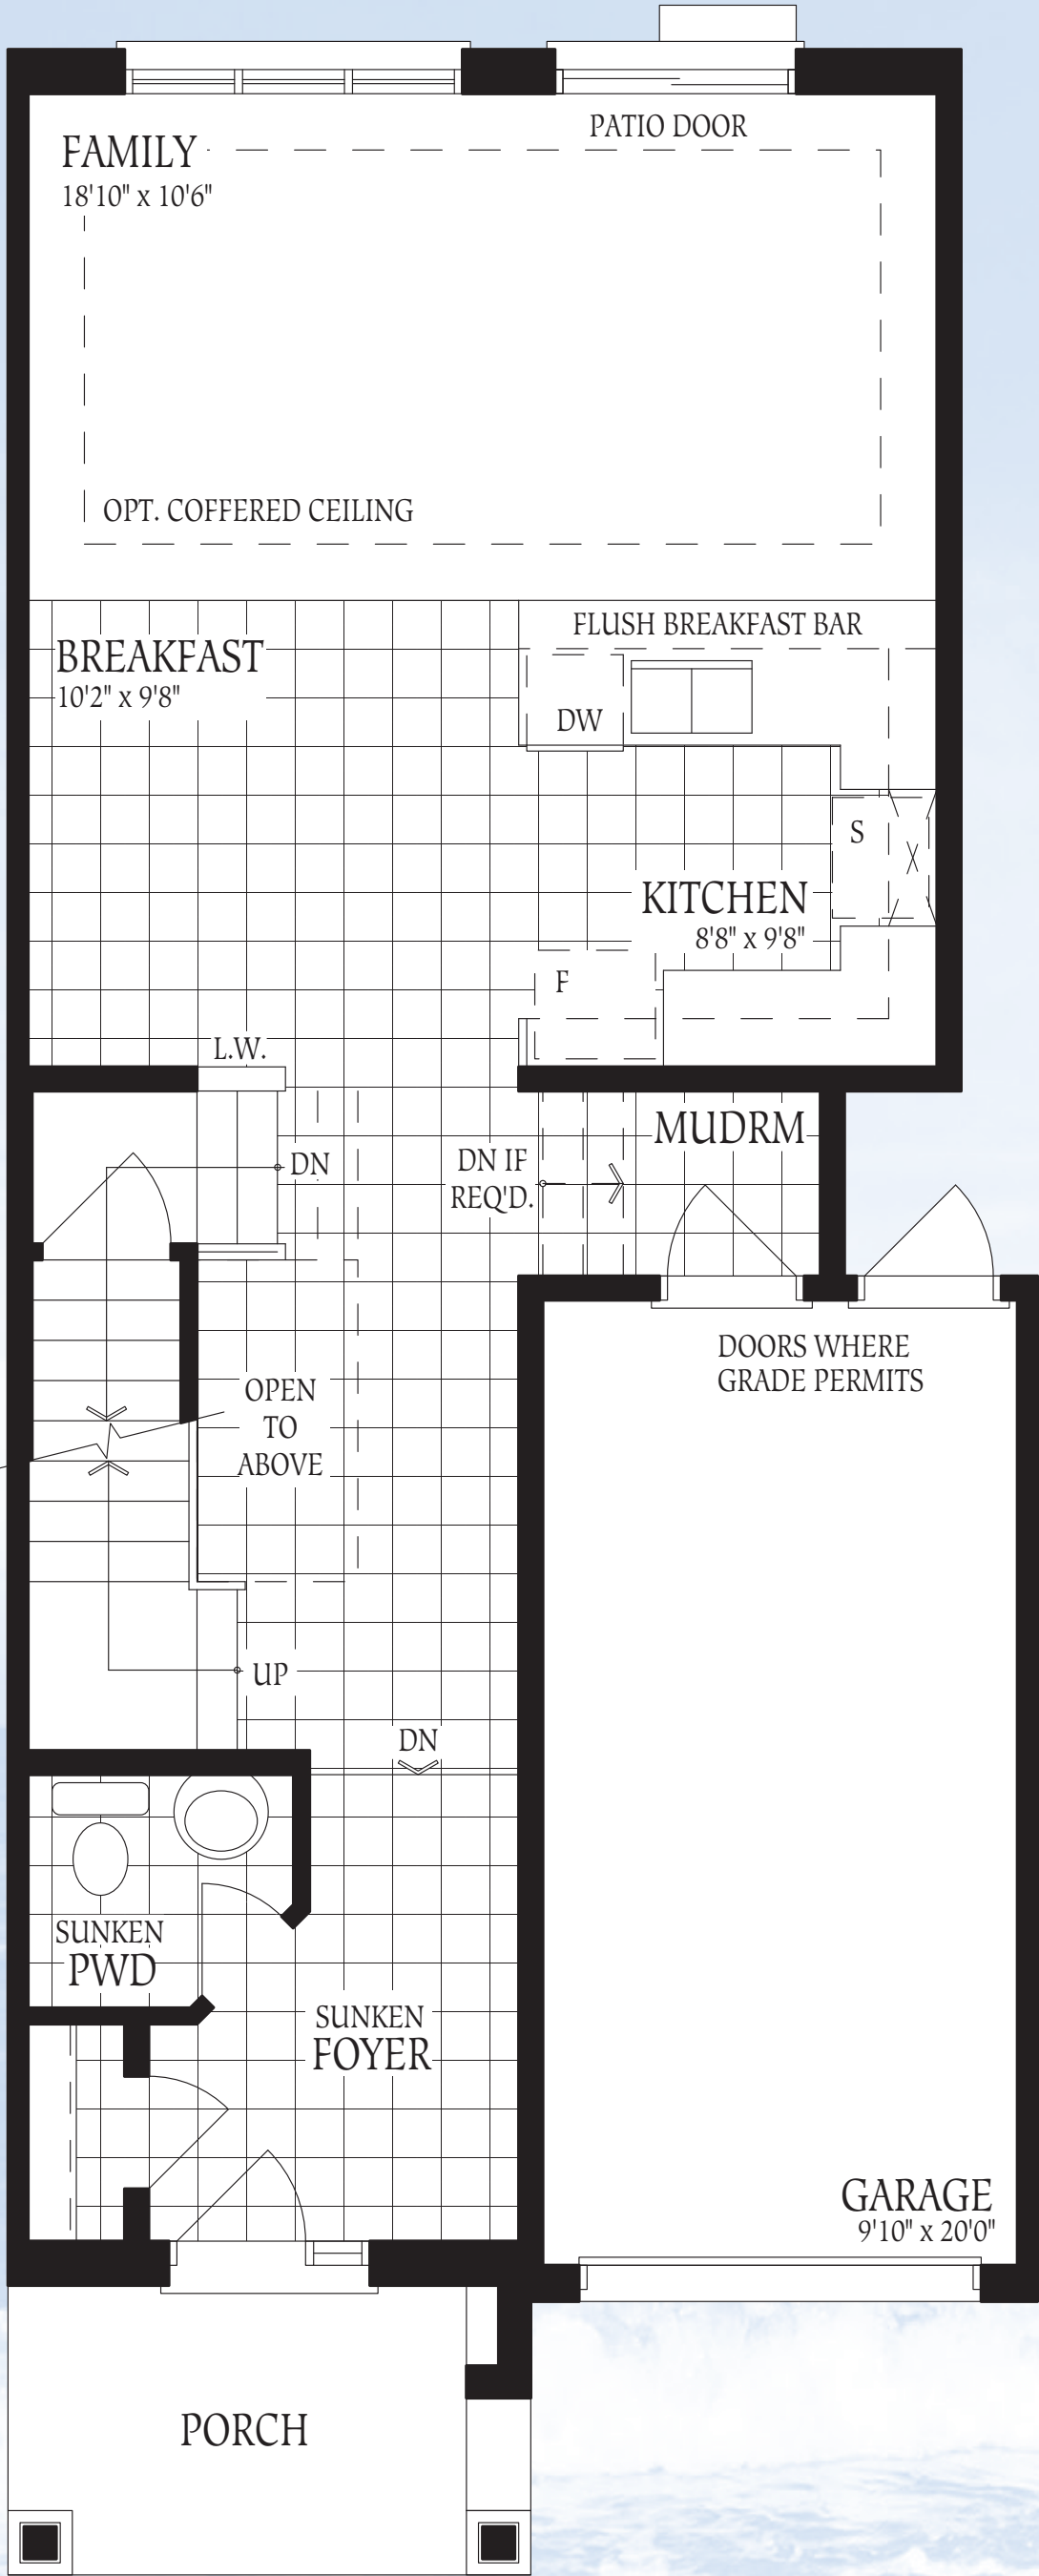 PATIO DOOR
FAMILY
18'10" x 10'6"
OPT. COFFERED CEILING
FLUSH BREAKFAST BAR
BREAKFAST
10'2" x 9'8"
DW
S
KITCHEN
8'8" x 9'8"
F
L.W.
MUDRM
DN
DN IF
REQ'D.
DOORS WHERE
GRADE PERMITS
OPEN
TO
ABOVE
UP
DN
SUNKEN
PWD
SUNKEN
FOYER
GARAGE
9'10" x 20'0"
PORCH